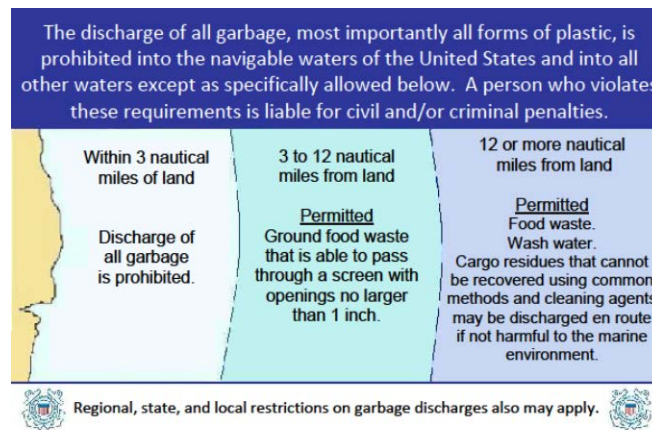 The discharge of all garbage, most importantly all forms of plastic, is
prohibited into the navigable waters of the United States and into all
other waters except as specifically allowed below. A person who violates
these requirements is liable for civil and/or criminal penalties.
Within 3 nautical
miles of land
Discharge of
all garbage
is prohibited.
3 to 12 nautical
miles from land
Permitted
Ground food waste
that is able to pass
through a screen with
openings no larger
than 1 inch.
12 or more nautical
miles from land
Permitted
Food waste.
Wash water.
Cargo residues that cannot
be recovered using common
methods and cleaning agents
may be discharged en route
if not harmful to the marine
environment.
Regional, state, and local restrictions on garbage discharges also may apply.